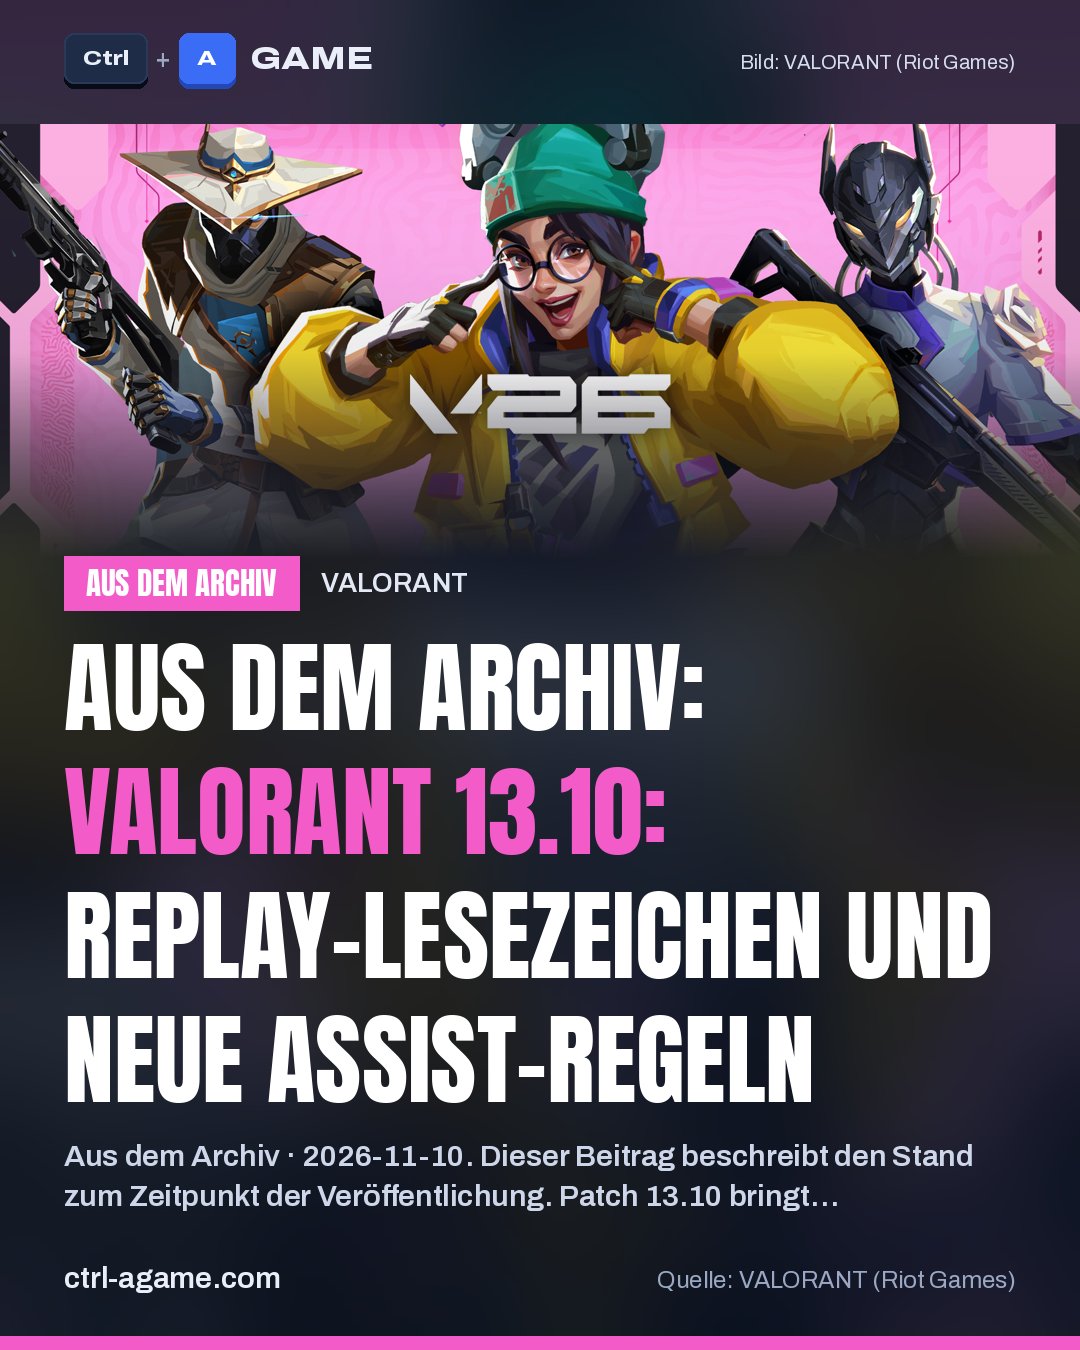 Ctrl + A GAME
Bild: VALORANT (Riot Games)
V26
AUS DEM ARCHIV
VALORANT
AUS DEM ARCHIV:
VALORANT 13.10:
REPLAY-LESEZEICHEN UND
NEUE ASSIST-REGELN
Aus dem Archiv · 2026-11-10. Dieser Beitrag beschreibt den Stand
zum Zeitpunkt der Veröffentlichung. Patch 13.10 bringt...
ctrl-agame.com
Quelle: VALORANT (Riot Games)